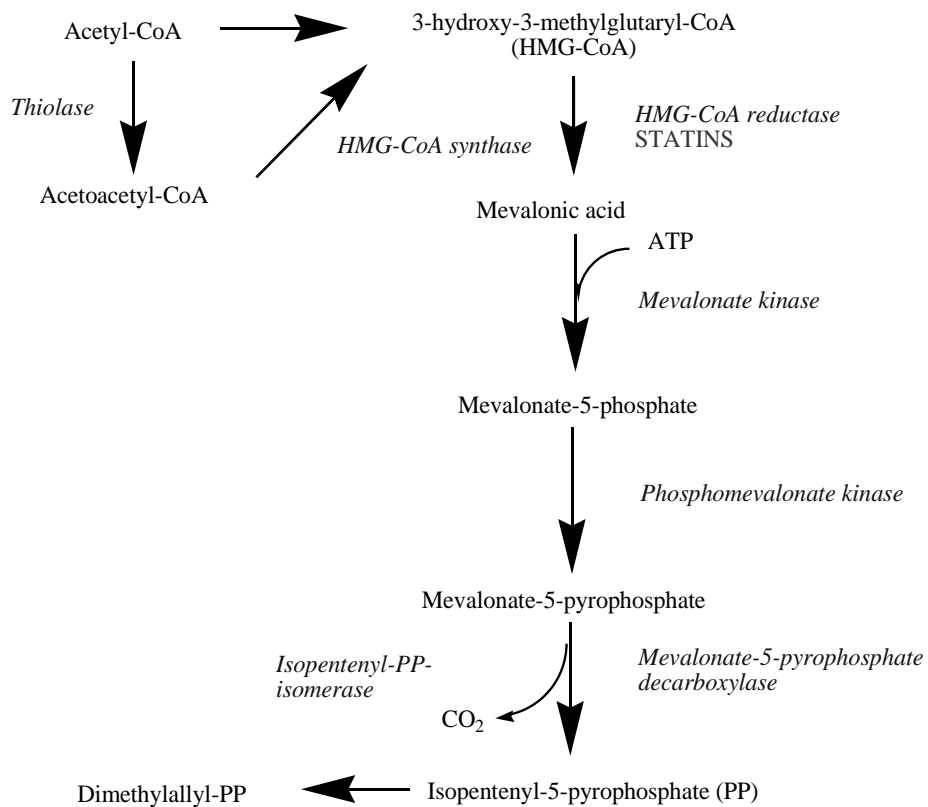 Acetyl-CoA
3-hydroxy-3-methylglutaryl-CoA
(HMG-CoA)
Thiolase
HMG-CoA reductase
STATINS
HMG-CoA synthase
Acetoacetyl-CoA
Mevalonic acid
ATP
Mevalonate kinase
Mevalonate-5-phosphate
Phosphomevalonate kinase
Mevalonate-5-pyrophosphate
Isopentenyl-PP-
isomerase
Mevalonate-5-pyrophosphate
decarboxylase
CO₂
Dimethylallyl-PP
Isopentenyl-5-pyrophosphate (PP)